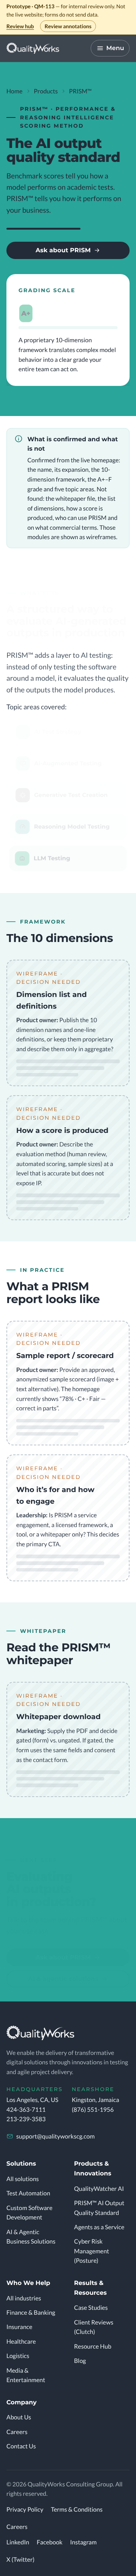 Prototype · QM-113 — for internal review only. Not
the live website; forms do not send data.
Review hub
Review annotations
QualityWorks
Menu
Home
Products
PRISM™
PRISM™ · PERFORMANCE &
REASONING INTELLIGENCE
SCORING METHOD
The AI output
quality standard
Benchmark scores tell you how a
model performs on academic tests.
PRISM™ tells you how it performs on
your business.
Ask about PRISM →
GRADING SCALE
A+
A proprietary 10-dimension
framework translates complex model
behavior into a clear grade your
entire team can act on.
What is confirmed and what
is not
Confirmed from the live homepage:
the name, its expansion, the 10-
dimension framework, the A+–F
grade and five topic areas. Not
found: the whitepaper file, the list
of dimensions, how a score is
produced, who can use PRISM and
on what commercial terms. Those
modules are shown as wireframes.
PRISM™ adds a layer to AI testing:
instead of only testing the software
around a model, it evaluates the quality
of the outputs the model produces.
Topic areas covered:
Reasoning Model Testing
LLM Testing
FRAMEWORK
The 10 dimensions
WIREFRAME ·
DECISION NEEDED
Dimension list and
definitions
Product owner: Publish the 10
dimension names and one-line
definitions, or keep them proprietary
and describe them only in aggregate?
WIREFRAME ·
DECISION NEEDED
How a score is produced
Product owner: Describe the
evaluation method (human review,
automated scoring, sample sizes) at a
level that is accurate but does not
expose IP.
IN PRACTICE
What a PRISM
report looks like
WIREFRAME ·
DECISION NEEDED
Sample report / scorecard
Product owner: Provide an approved,
anonymized sample scorecard (image +
text alternative). The homepage
currently shows “78% · C+ · Fair —
correct in parts”.
WIREFRAME ·
DECISION NEEDED
Who it’s for and how
to engage
Leadership: Is PRISM a service
engagement, a licensed framework, a
tool, or a whitepaper only? This decides
the primary CTA.
WHITEPAPER
Read the PRISM™
whitepaper
WIREFRAME ·
DECISION NEEDED
Whitepaper download
Marketing: Supply the PDF and decide
gated (form) vs. ungated. If gated, the
form uses the same fields and consent
as the contact form.
QualityWorks
We enable the delivery of transformative
digital solutions through innovations in testing
and agile project delivery.
HEADQUARTERS
Los Angeles, CA, US
424-363-7111
213-239-3583
NEARSHORE
Kingston, Jamaica
(876) 551-1956
support@qualityworkscg.com
Solutions
All solutions
Test Automation
Custom Software
Development
AI & Agentic
Business Solutions
Products &
Innovations
QualityWatcher AI
PRISM™ AI Output
Quality Standard
Agents as a Service
Cyber Risk
Management
(Posture)
Who We Help
All industries
Finance & Banking
Insurance
Healthcare
Logistics
Media &
Entertainment
Results &
Resources
Case Studies
Client Reviews
(Clutch)
Resource Hub
Blog
Company
About Us
Careers
Contact Us
© 2026 QualityWorks Consulting Group. All
rights reserved.
Privacy Policy
Terms & Conditions
Careers
LinkedIn
Facebook
Instagram
X (Twitter)